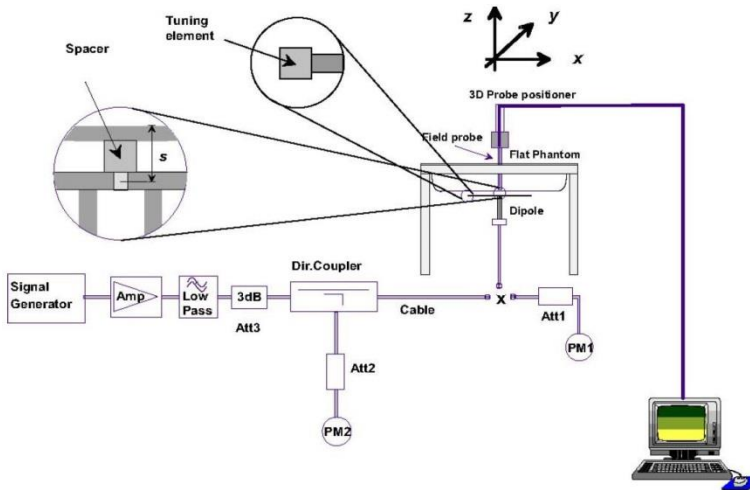 Tuning
element
Spacer
s
z
y
x
3D Probe positioner
Field probe
Flat Phantom
Dipole
Dir.Coupler
Signal
Generator
Amp
Low
Pass
3dB
Att3
Cable
x
Att1
PM1
Att2
PM2